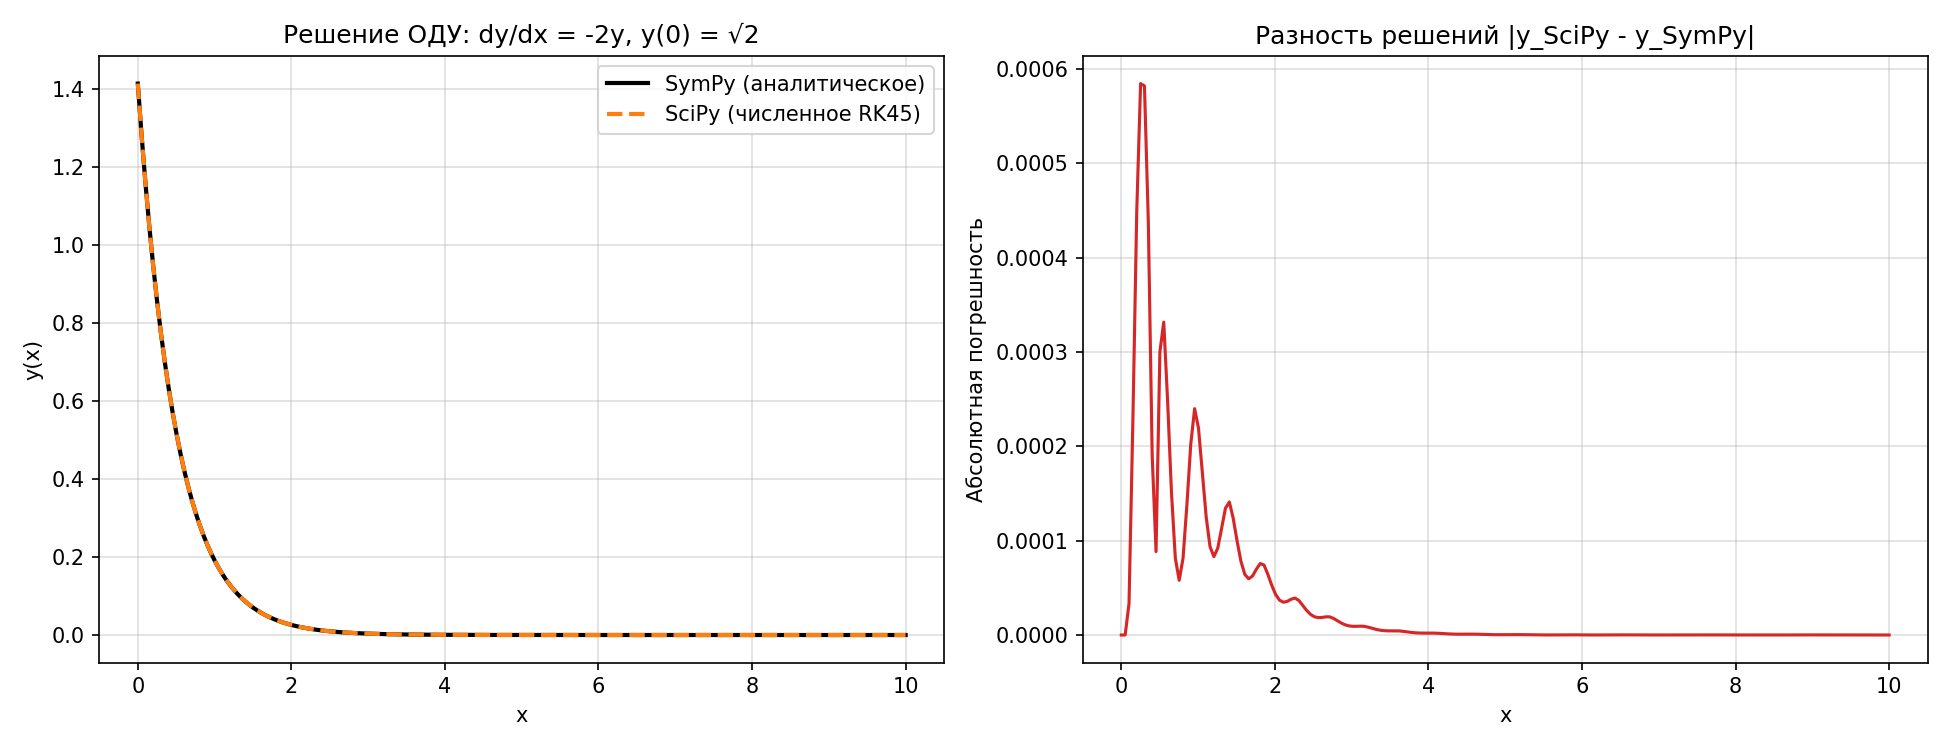 Решение ОДУ: dy/dx = -2y, y(0) = √2
SymPy (аналитическое)
SciPy (численное RK45)
y(x)
1.4
1.2
1.0
0.8
0.6
0.4
0.2
0.0
0 2 4 6 8 10
x
Разность решений |y_SciPy - y_SymPy|
Абсолютная погрешность
0.0006
0.0005
0.0004
0.0003
0.0002
0.0001
0.0000
0 2 4 6 8 10
x